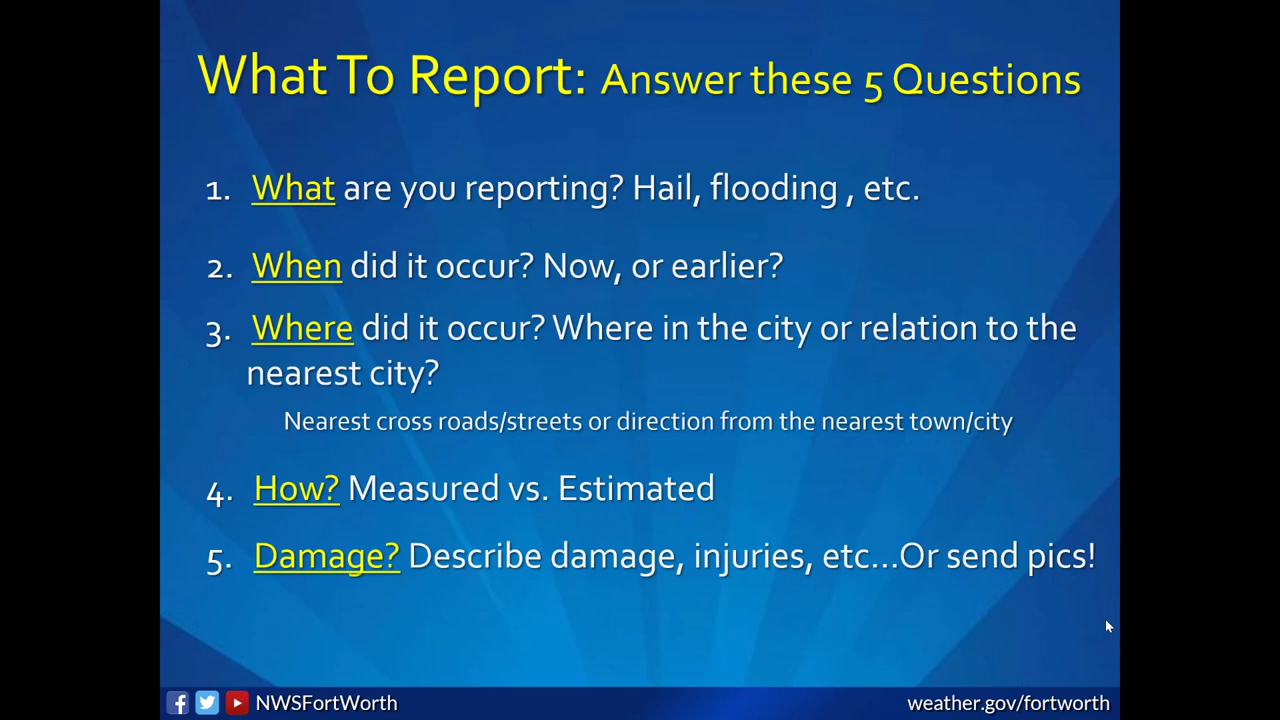 What To Report: Answer these 5 Questions
1. What are you reporting? Hail, flooding , etc.
2. When did it occur? Now, or earlier?
3. Where did it occur? Where in the city or relation to the
nearest city?
Nearest cross roads/streets or direction from the nearest town/city
4. How? Measured vs. Estimated
5. Damage? Describe damage, injuries, etc...Or send pics!
NWSFortWorth
weather.gov/fortworth